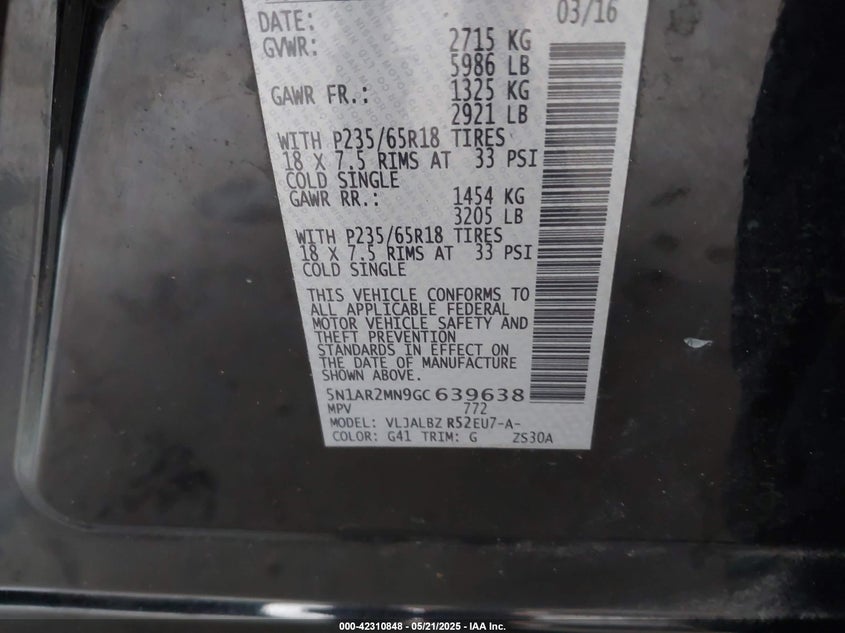 DATE: 03/16
GVWR: 2715 KG
5986 LB
GAWR FR.: 1325 KG
2921 LB
WITH P235/65R18 TIRES
18 X 7.5 RIMS AT 33 PSI
COLD SINGLE
GAWR RR.: 1454 KG
3205 LB
WITH P235/65R18 TIRES
18 X 7.5 RIMS AT 33 PSI
COLD SINGLE
THIS VEHICLE CONFORMS TO
ALL APPLICABLE FEDERAL
MOTOR VEHICLE SAFETY AND
THEFT PREVENTION
STANDARDS IN EFFECT ON
THE DATE OF MANUFACTURE
SHOWN ABOVE.
5N1AR2MN9GC639638
MPV 772
MODEL: VLJALBZ R52EU7-A-
COLOR: G41 TRIM: G ZS30A
000-42310848 - 05/21/2025 - IAA Inc.